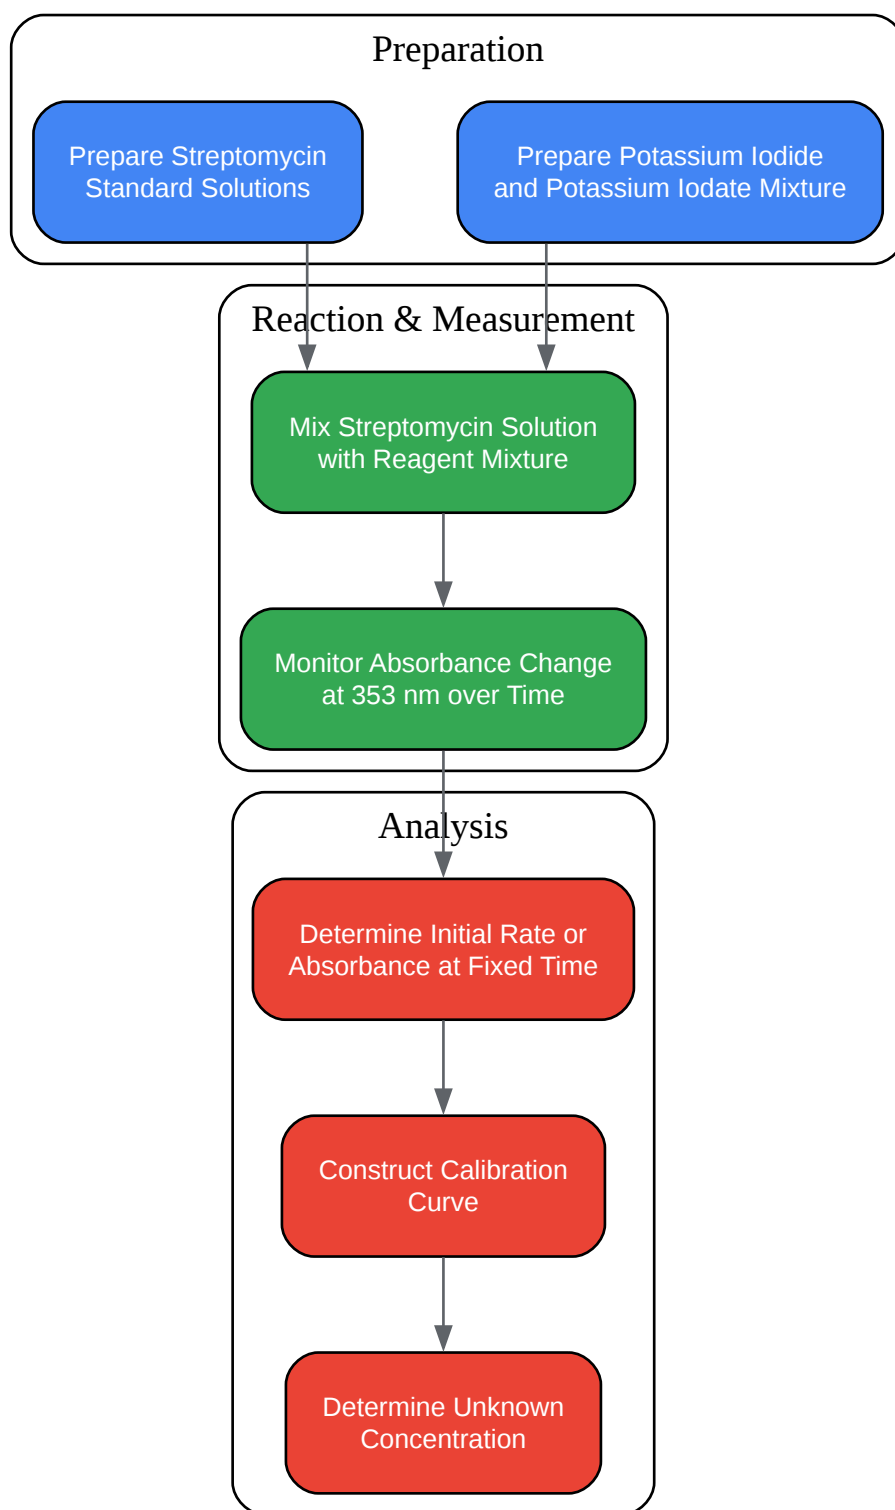 Preparation
Prepare Streptomycin
Standard Solutions
Prepare Potassium Iodide
and Potassium Iodate Mixture
Reaction & Measurement
Mix Streptomycin Solution
with Reagent Mixture
Monitor Absorbance Change
at 353 nm over Time
Analysis
Determine Initial Rate or
Absorbance at Fixed Time
Construct Calibration
Curve
Determine Unknown
Concentration